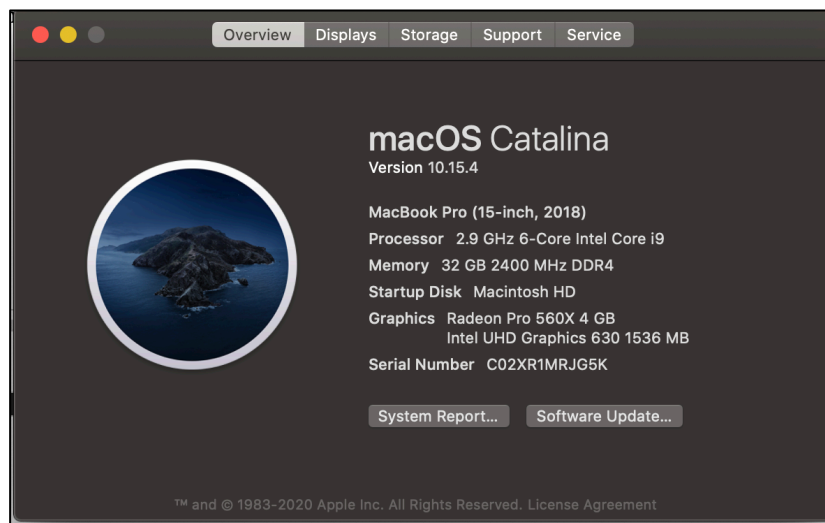 Overview Displays Storage Support Service
macOS Catalina
Version 10.15.4
MacBook Pro (15-inch, 2018)
Processor 2.9 GHz 6-Core Intel Core i9
Memory 32 GB 2400 MHz DDR4
Startup Disk Macintosh HD
Graphics Radeon Pro 560X 4 GB
Intel UHD Graphics 630 1536 MB
Serial Number C02XR1MRJG5K
System Report... Software Update...
™ and © 1983-2020 Apple Inc. All Rights Reserved. License Agreement